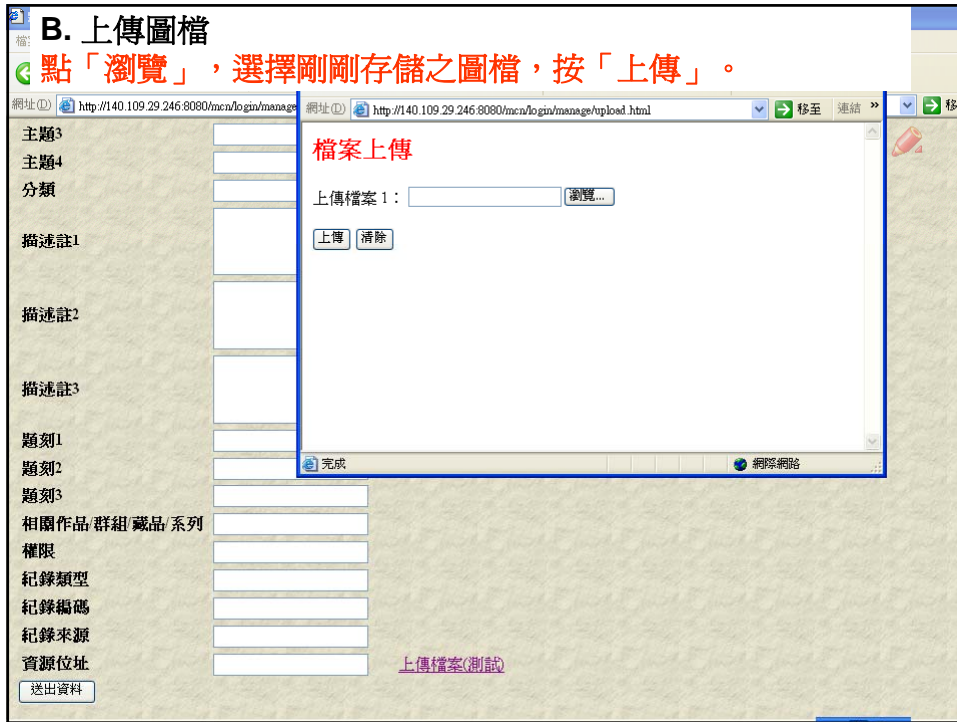 B. 上傳圖檔
點「瀏覽」，選擇剛剛存儲之圖檔，按「上傳」。
網址(D) http://140.109.29.246:8080/mcn/login/manage
主題3
主題4
分類
描述註1
描述註2
描述註3
題刻1
題刻2
題刻3
相關作品/群組/藏品/系列
權限
紀錄類型
紀錄編碼
紀錄來源
資源位址 上傳檔案(測試)
送出資料
網址(D) http://140.109.29.246:8080/mcn/login/manage/upload.html 移至 連結 »
檔案上傳
上傳檔案 1： 瀏覽...
上傳 清除
完成 網際網路